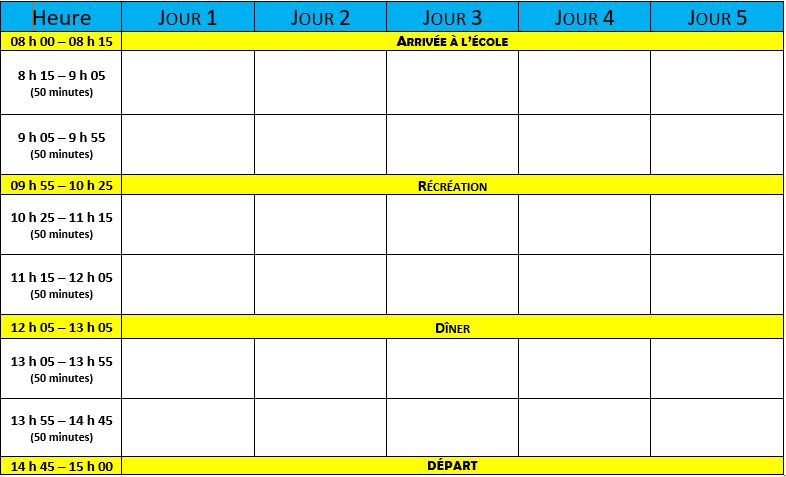 Heure JOUR 1 JOUR 2 JOUR 3 JOUR 4 JOUR 5
08 h 00 – 08 h 15 ARRIVÉE À L’ÉCOLE
8 h 15 – 9 h 05
(50 minutes)
9 h 05 – 9 h 55
(50 minutes)
09 h 55 – 10 h 25 RÉCRÉATION
10 h 25 – 11 h 15
(50 minutes)
11 h 15 – 12 h 05
(50 minutes)
12 h 05 – 13 h 05 DÎNER
13 h 05 – 13 h 55
(50 minutes)
13 h 55 – 14 h 45
(50 minutes)
14 h 45 – 15 h 00 DÉPART